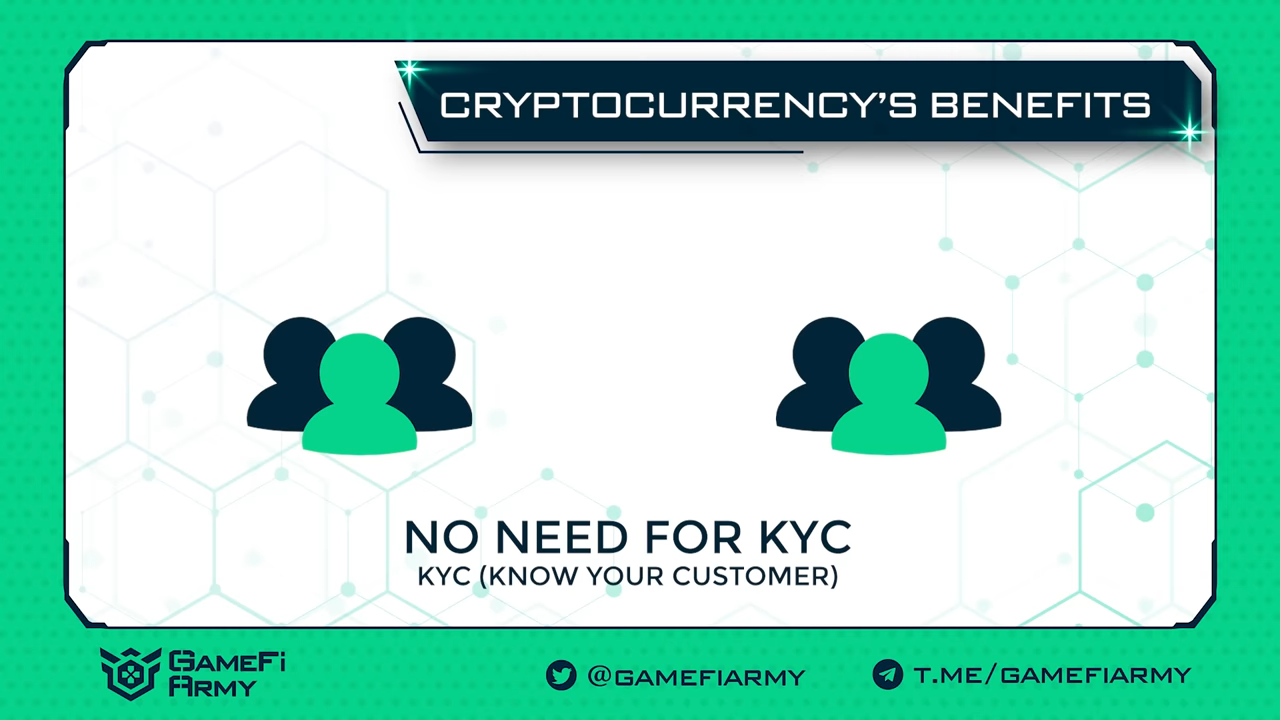 CRYPTOCURRENCY'S BENEFITS
NO NEED FOR KYC
KYC (KNOW YOUR CUSTOMER)
GAMEFI
ARMY
@GAMEFIARMY
T.ME/GAMEFIARMY